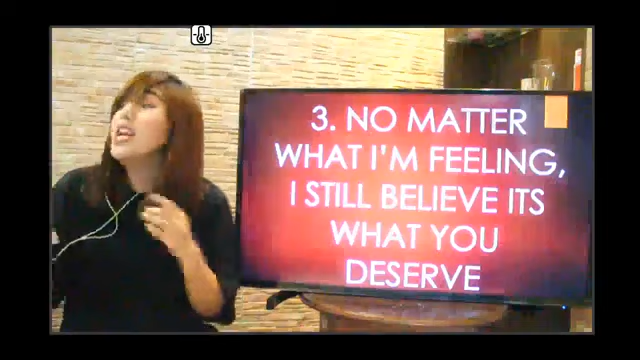 3. NO MATTER
WHAT I'M FEELING,
I STILL BELIEVE ITS
WHAT YOU
DESERVE